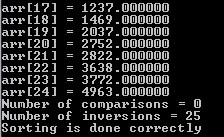 arr[17] = 1237.000000
arr[18] = 1469.000000
arr[19] = 2037.000000
arr[20] = 2752.000000
arr[21] = 2822.000000
arr[22] = 3638.000000
arr[23] = 3772.000000
arr[24] = 4963.000000
Number of comparisons = 0
Number of inversions = 25
Sorting is done correctly